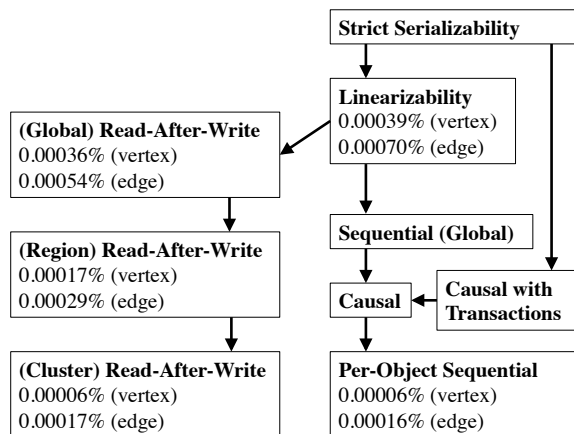 Strict Serializability
Linearizability
0.00039% (vertex)
0.00070% (edge)
(Global) Read-After-Write
0.00036% (vertex)
0.00054% (edge)
(Region) Read-After-Write
0.00017% (vertex)
0.00029% (edge)
Sequential (Global)
Causal
Causal with
Transactions
(Cluster) Read-After-Write
0.00006% (vertex)
0.00017% (edge)
Per-Object Sequential
0.00006% (vertex)
0.00016% (edge)